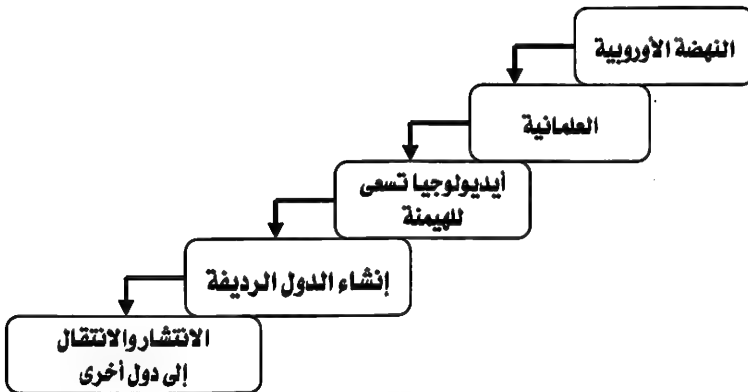 النهضة الأوروبية
العلمانية
أيديولوجيا تسعى
للهيمنة
إنشاء الدول الرديفة
الانتشار والانتقال
إلى دول أخرى